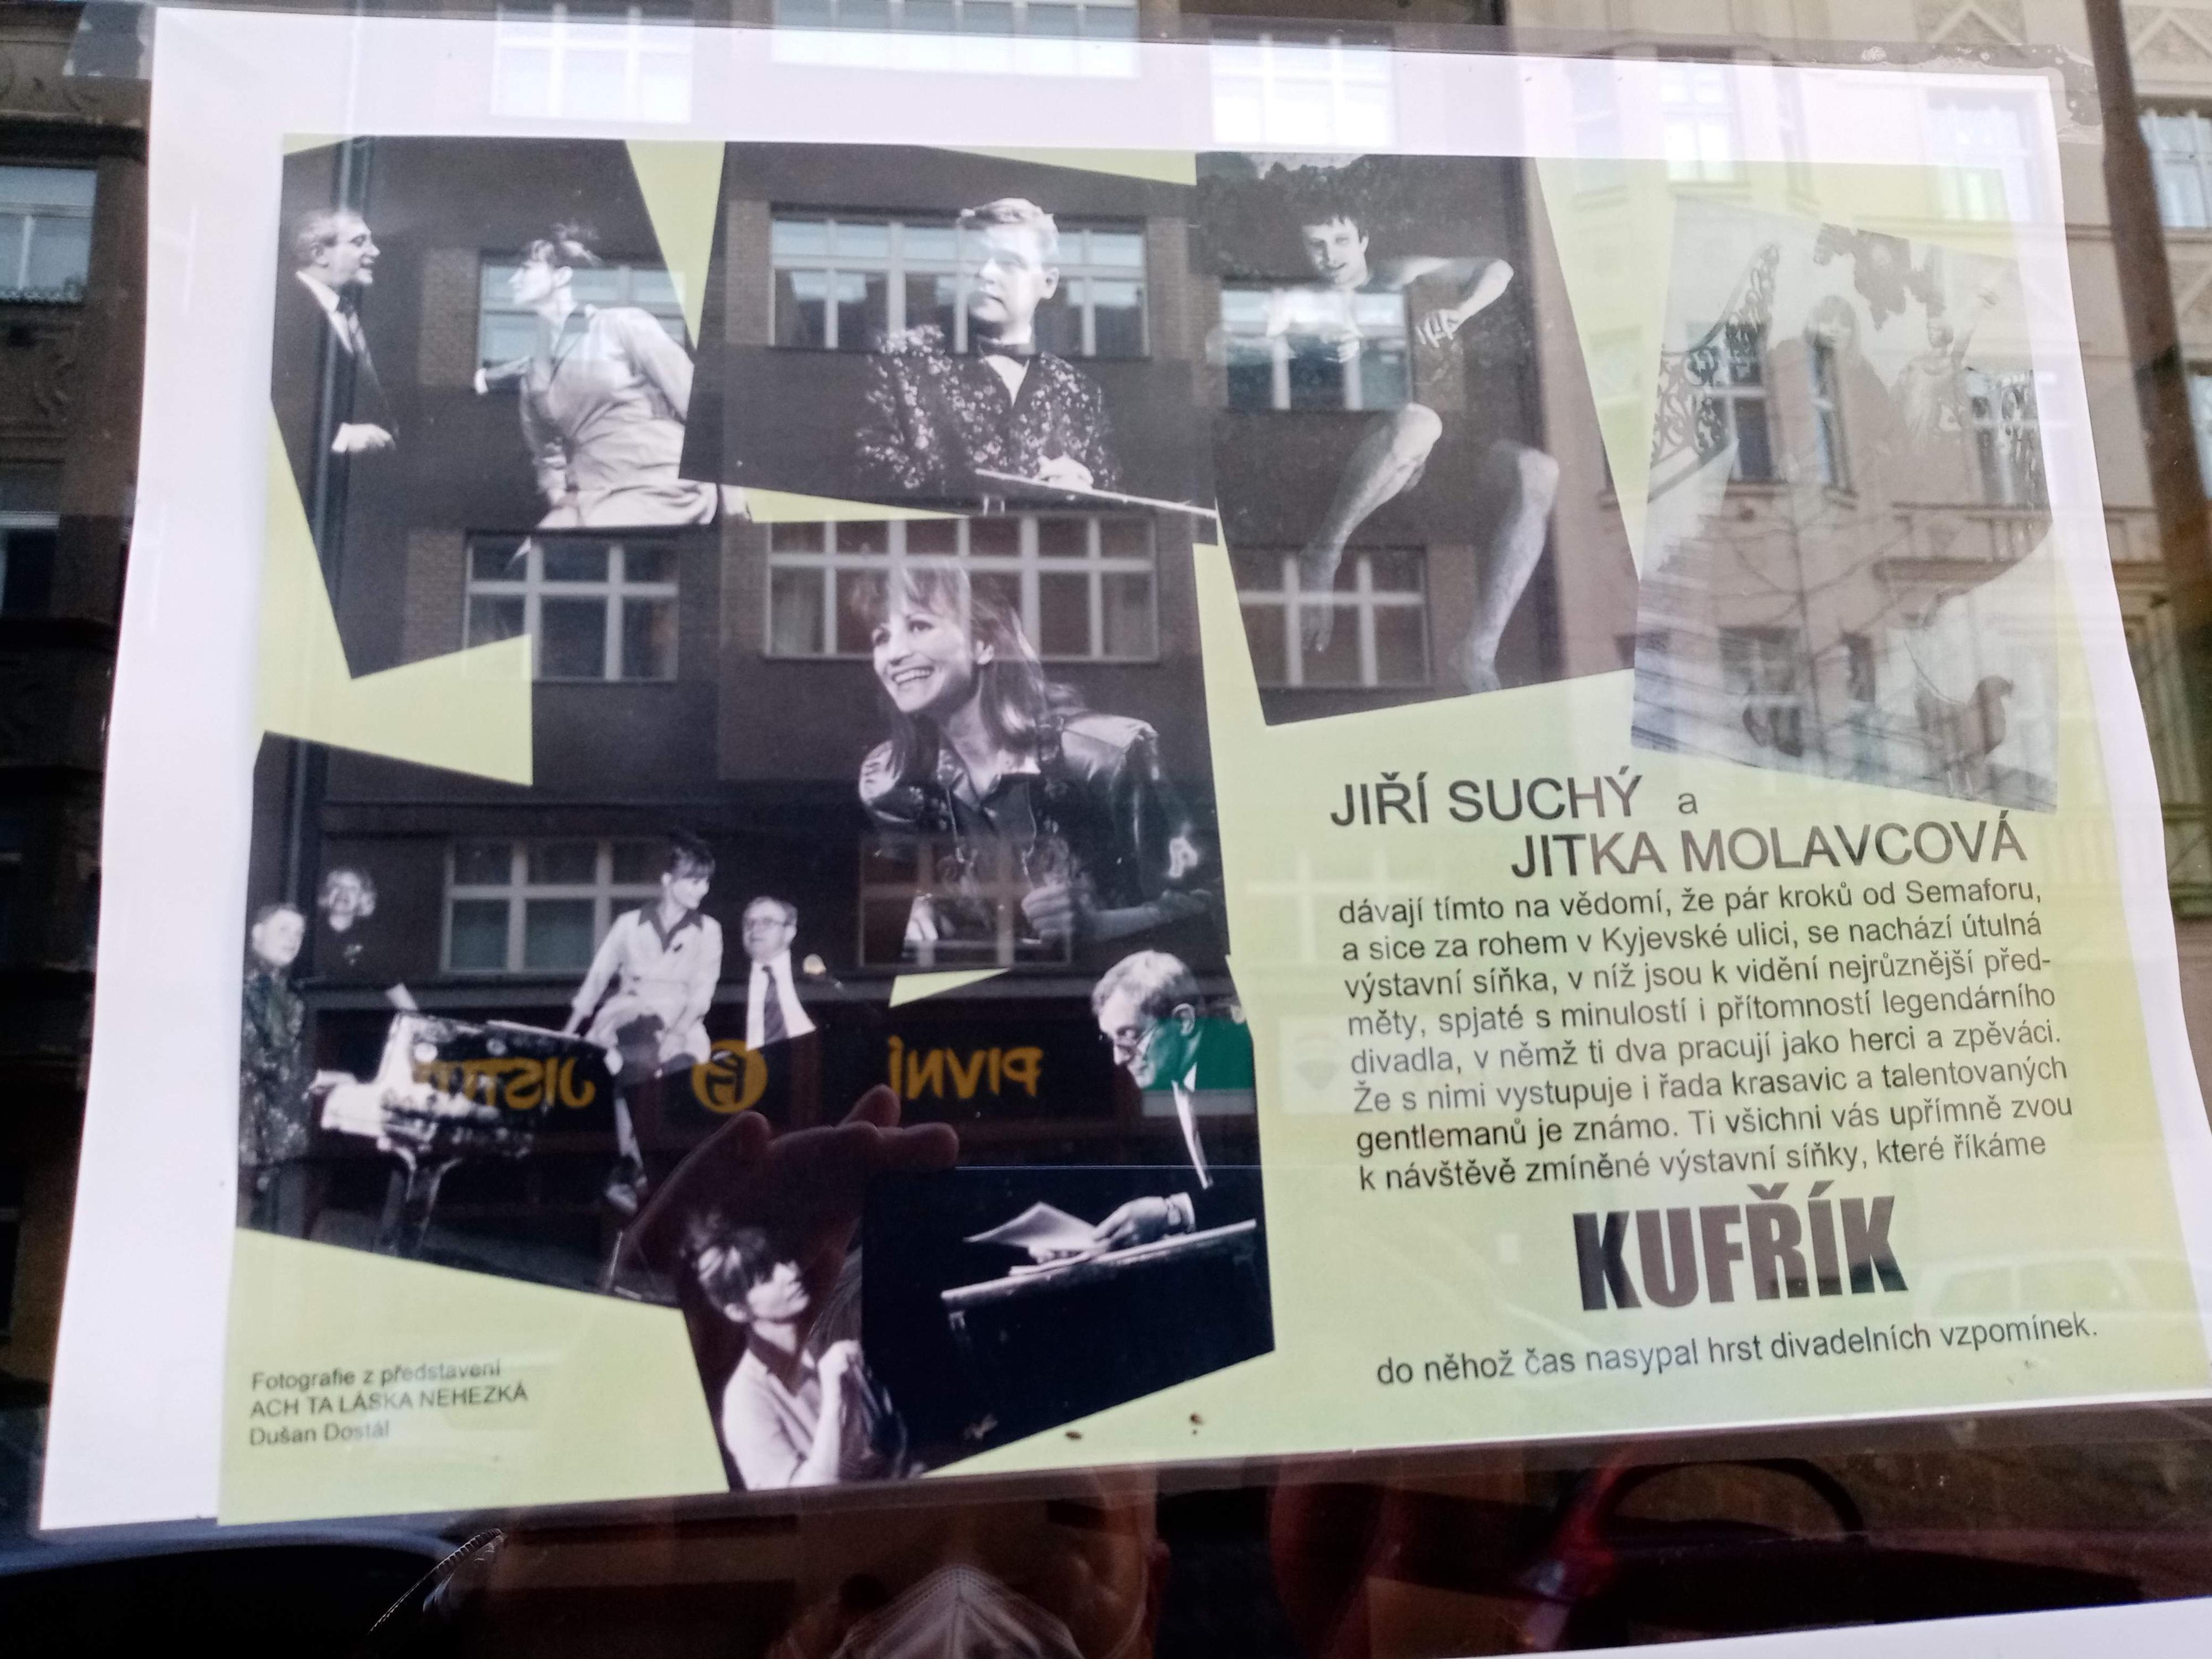 JIŘÍ SUCHÝ a
JITKA MOLAVCOVÁ
dávají tímto na vědomí, že pár kroků od Semaforu,
a sice za rohem v Kyjevské ulici, se nachází útulná
výstavní síňka, v níž jsou k vidění nejrůznější před-
měty, spjaté s minulostí i přítomností legendárního
divadla, v němž ti dva pracují jako herci a zpěváci.
Že s nimi vystupuje i řada krasavic a talentovaných
gentlemanů je známo. Ti všichni vás upřímně zvou
k návštěvě zmíněné výstavní síňky, které říkáme
KUFŘÍK
do něhož čas nasypal hrst divadelních vzpomínek.
Fotografie z představení
ACH TA LÁSKA NEHEZKÁ
Dušan Dostál
PIVNÍ